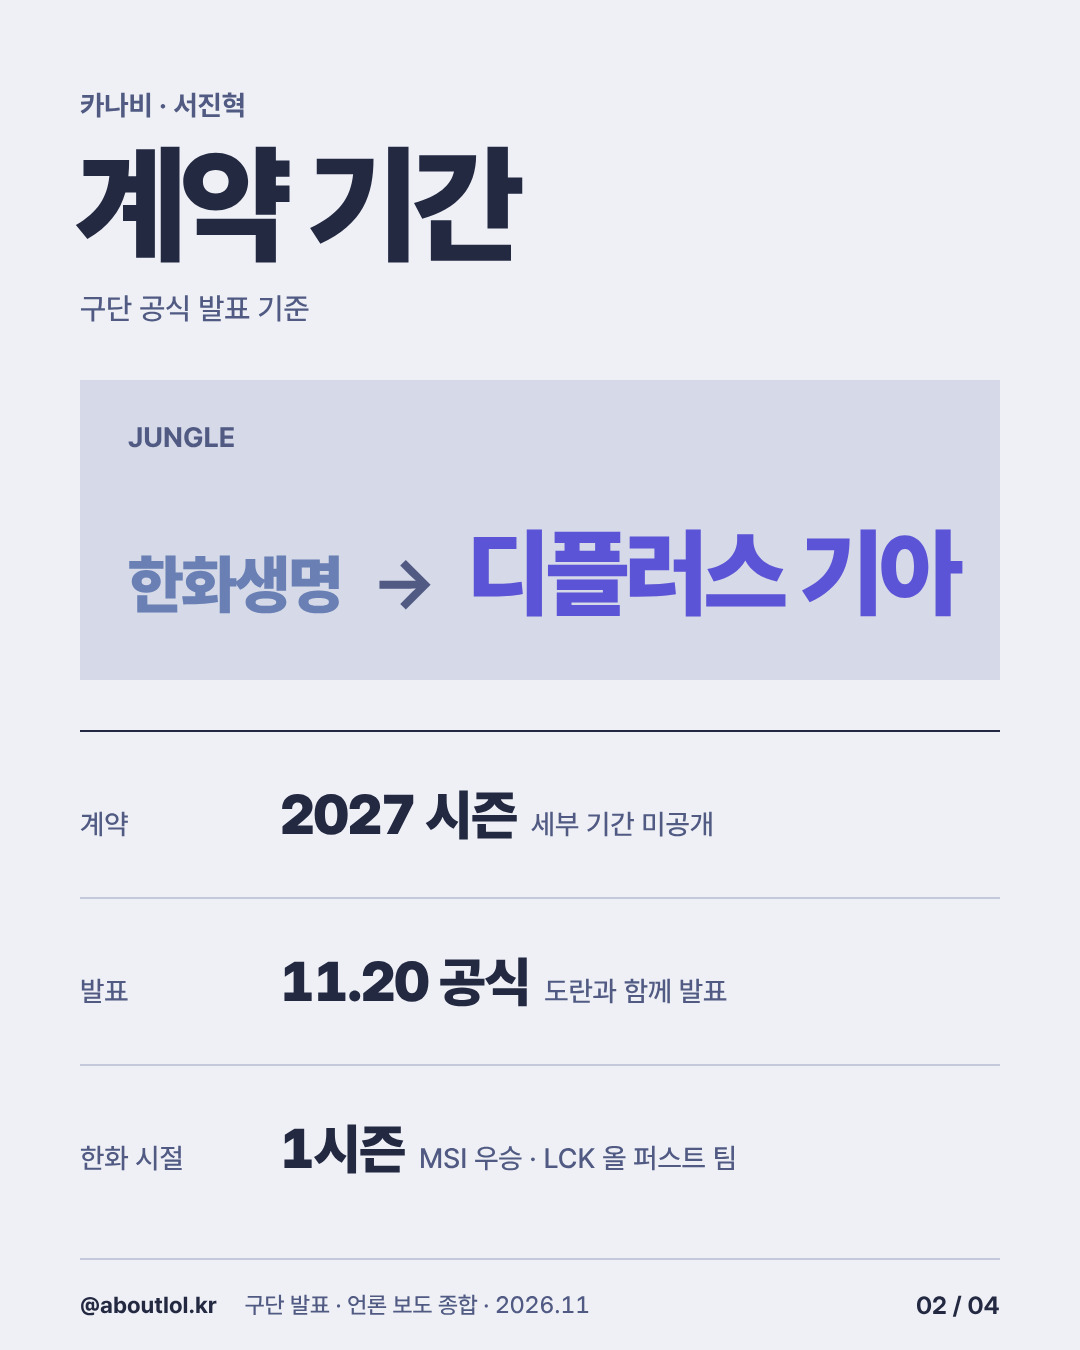 카나비 · 서진혁
계약 기간
구단 공식 발표 기준
JUNGLE
한화생명 → 디플러스 기아
계약 2027 시즌 세부 기간 미공개
발표 11.20 공식 도란과 함께 발표
한화 시절 1시즌 MSI 우승 · LCK 올 퍼스트 팀
@aboutlol.kr 구단 발표 · 언론 보도 종합 · 2026.11 02 / 04